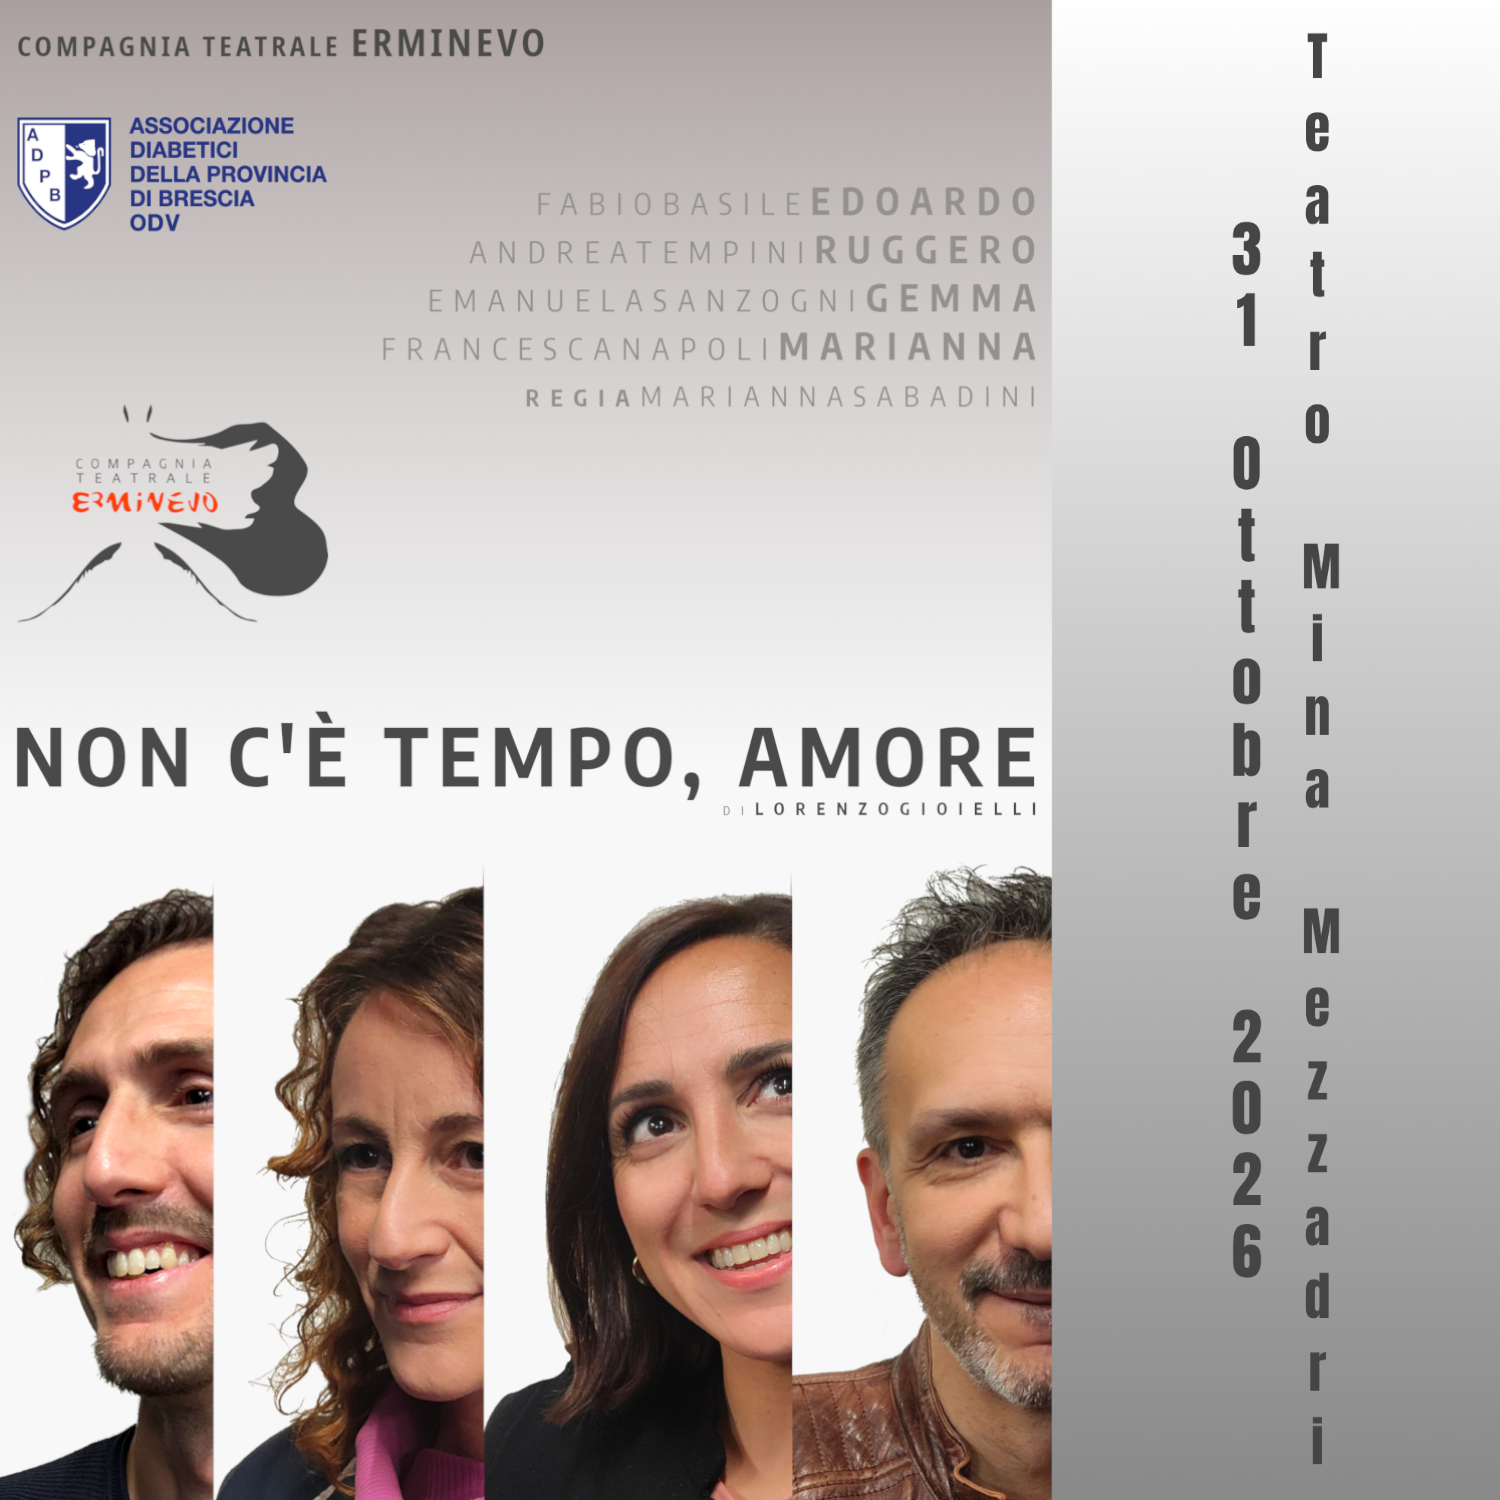 COMPAGNIA TEATRALE ERMINEVO
ADPB
ASSOCIAZIONE
DIABETICI
DELLA PROVINCIA
DI BRESCIA
ODV
FABIOBASILEEDOARDO
ANDREATEMPINIRUGGERO
EMANUELASANZOGNIGEMMA
FRANCESCANAPOLIMARIANNA
REGIAMARIANNASABADINI
COMPAGNIA
TEATRALE
ERMINEVO
NON C'È TEMPO, AMORE
DILORENZOGIOIELLI
31 Ottobre 2026
Teatro Mina Mezzadri